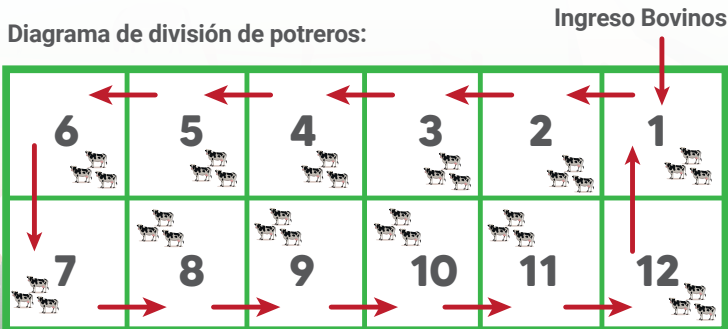 Diagrama de división de potreros:
Ingreso Bovinos
6 5 4 3 2 1
7 8 9 10 11 12